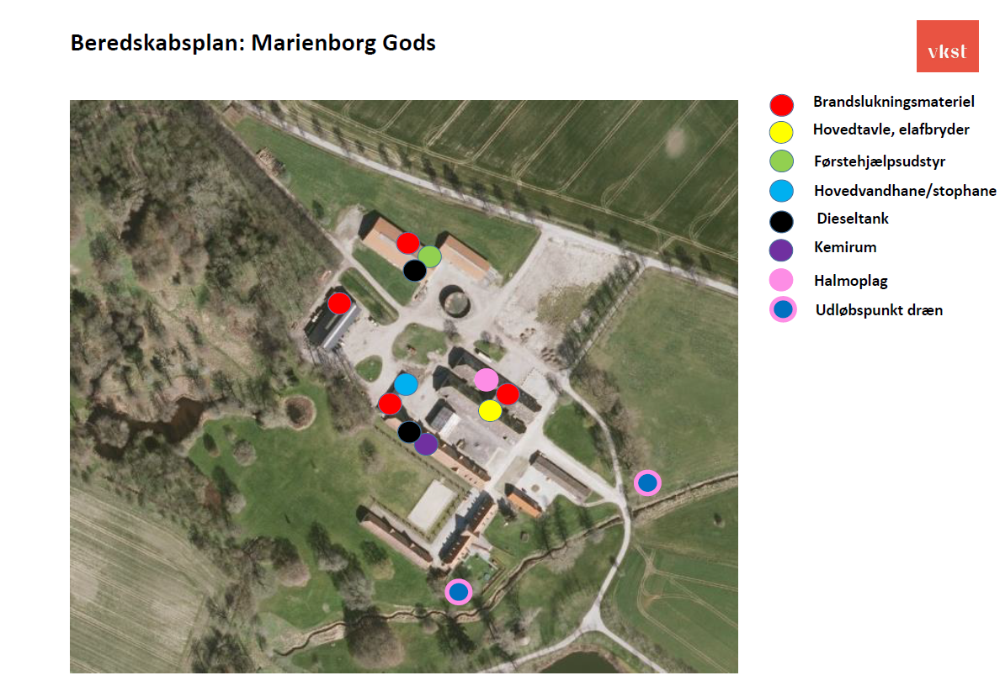 Beredskabsplan: Marienborg Gods
vkst
Brandslukningsmateriel
Hovedtavle, elafbryder
Førstehjælpsudstyr
Hovedvandhane/stophane
Dieseltank
Kemirum
Halmoplag
Udløbspunkt dræn